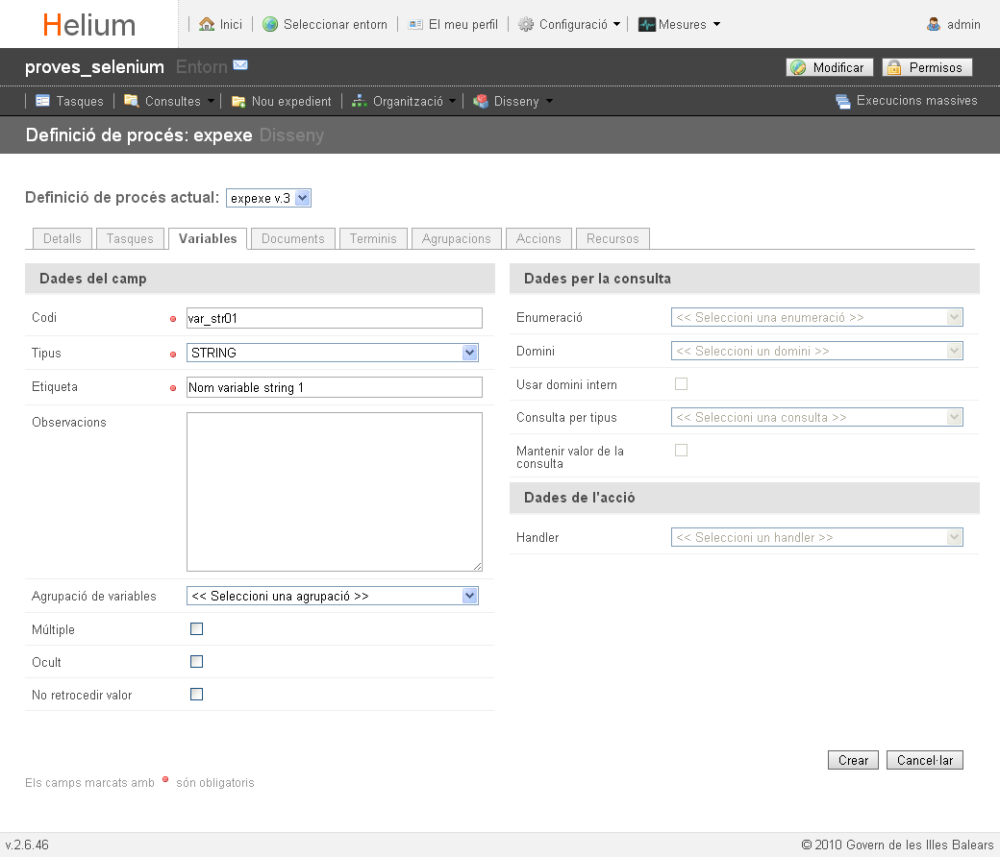 Helium
Inici
Seleccionar entorn
El meu perfil
Configuració
Mesures
admin
proves_selenium Entorn
Modificar
Permisos
Tasques
Consultes
Nou expedient
Organització
Disseny
Execucions massives
Definició de procés: expexe Disseny
Definició de procés actual: expexe v.3
Detalls
Tasques
Variables
Documents
Terminis
Agrupacions
Accions
Recursos
Dades del camp
Codi
var_str01
Tipus
STRING
Etiqueta
Nom variable string 1
Observacions
Agrupació de variables
<< Seleccioni una agrupació >>
Múltiple
Ocult
No retrocedir valor
Dades per la consulta
Enumeració
<< Seleccioni una enumeració >>
Domini
<< Seleccioni un domini >>
Usar domini intern
Consulta per tipus
<< Seleccioni una consulta >>
Mantenir valor de la
consulta
Dades de l'acció
Handler
<< Seleccioni un handler >>
Crear
Cancel·lar
Els camps marcats amb són obligatoris
v.2.6.46
© 2010 Govern de les Illes Balears